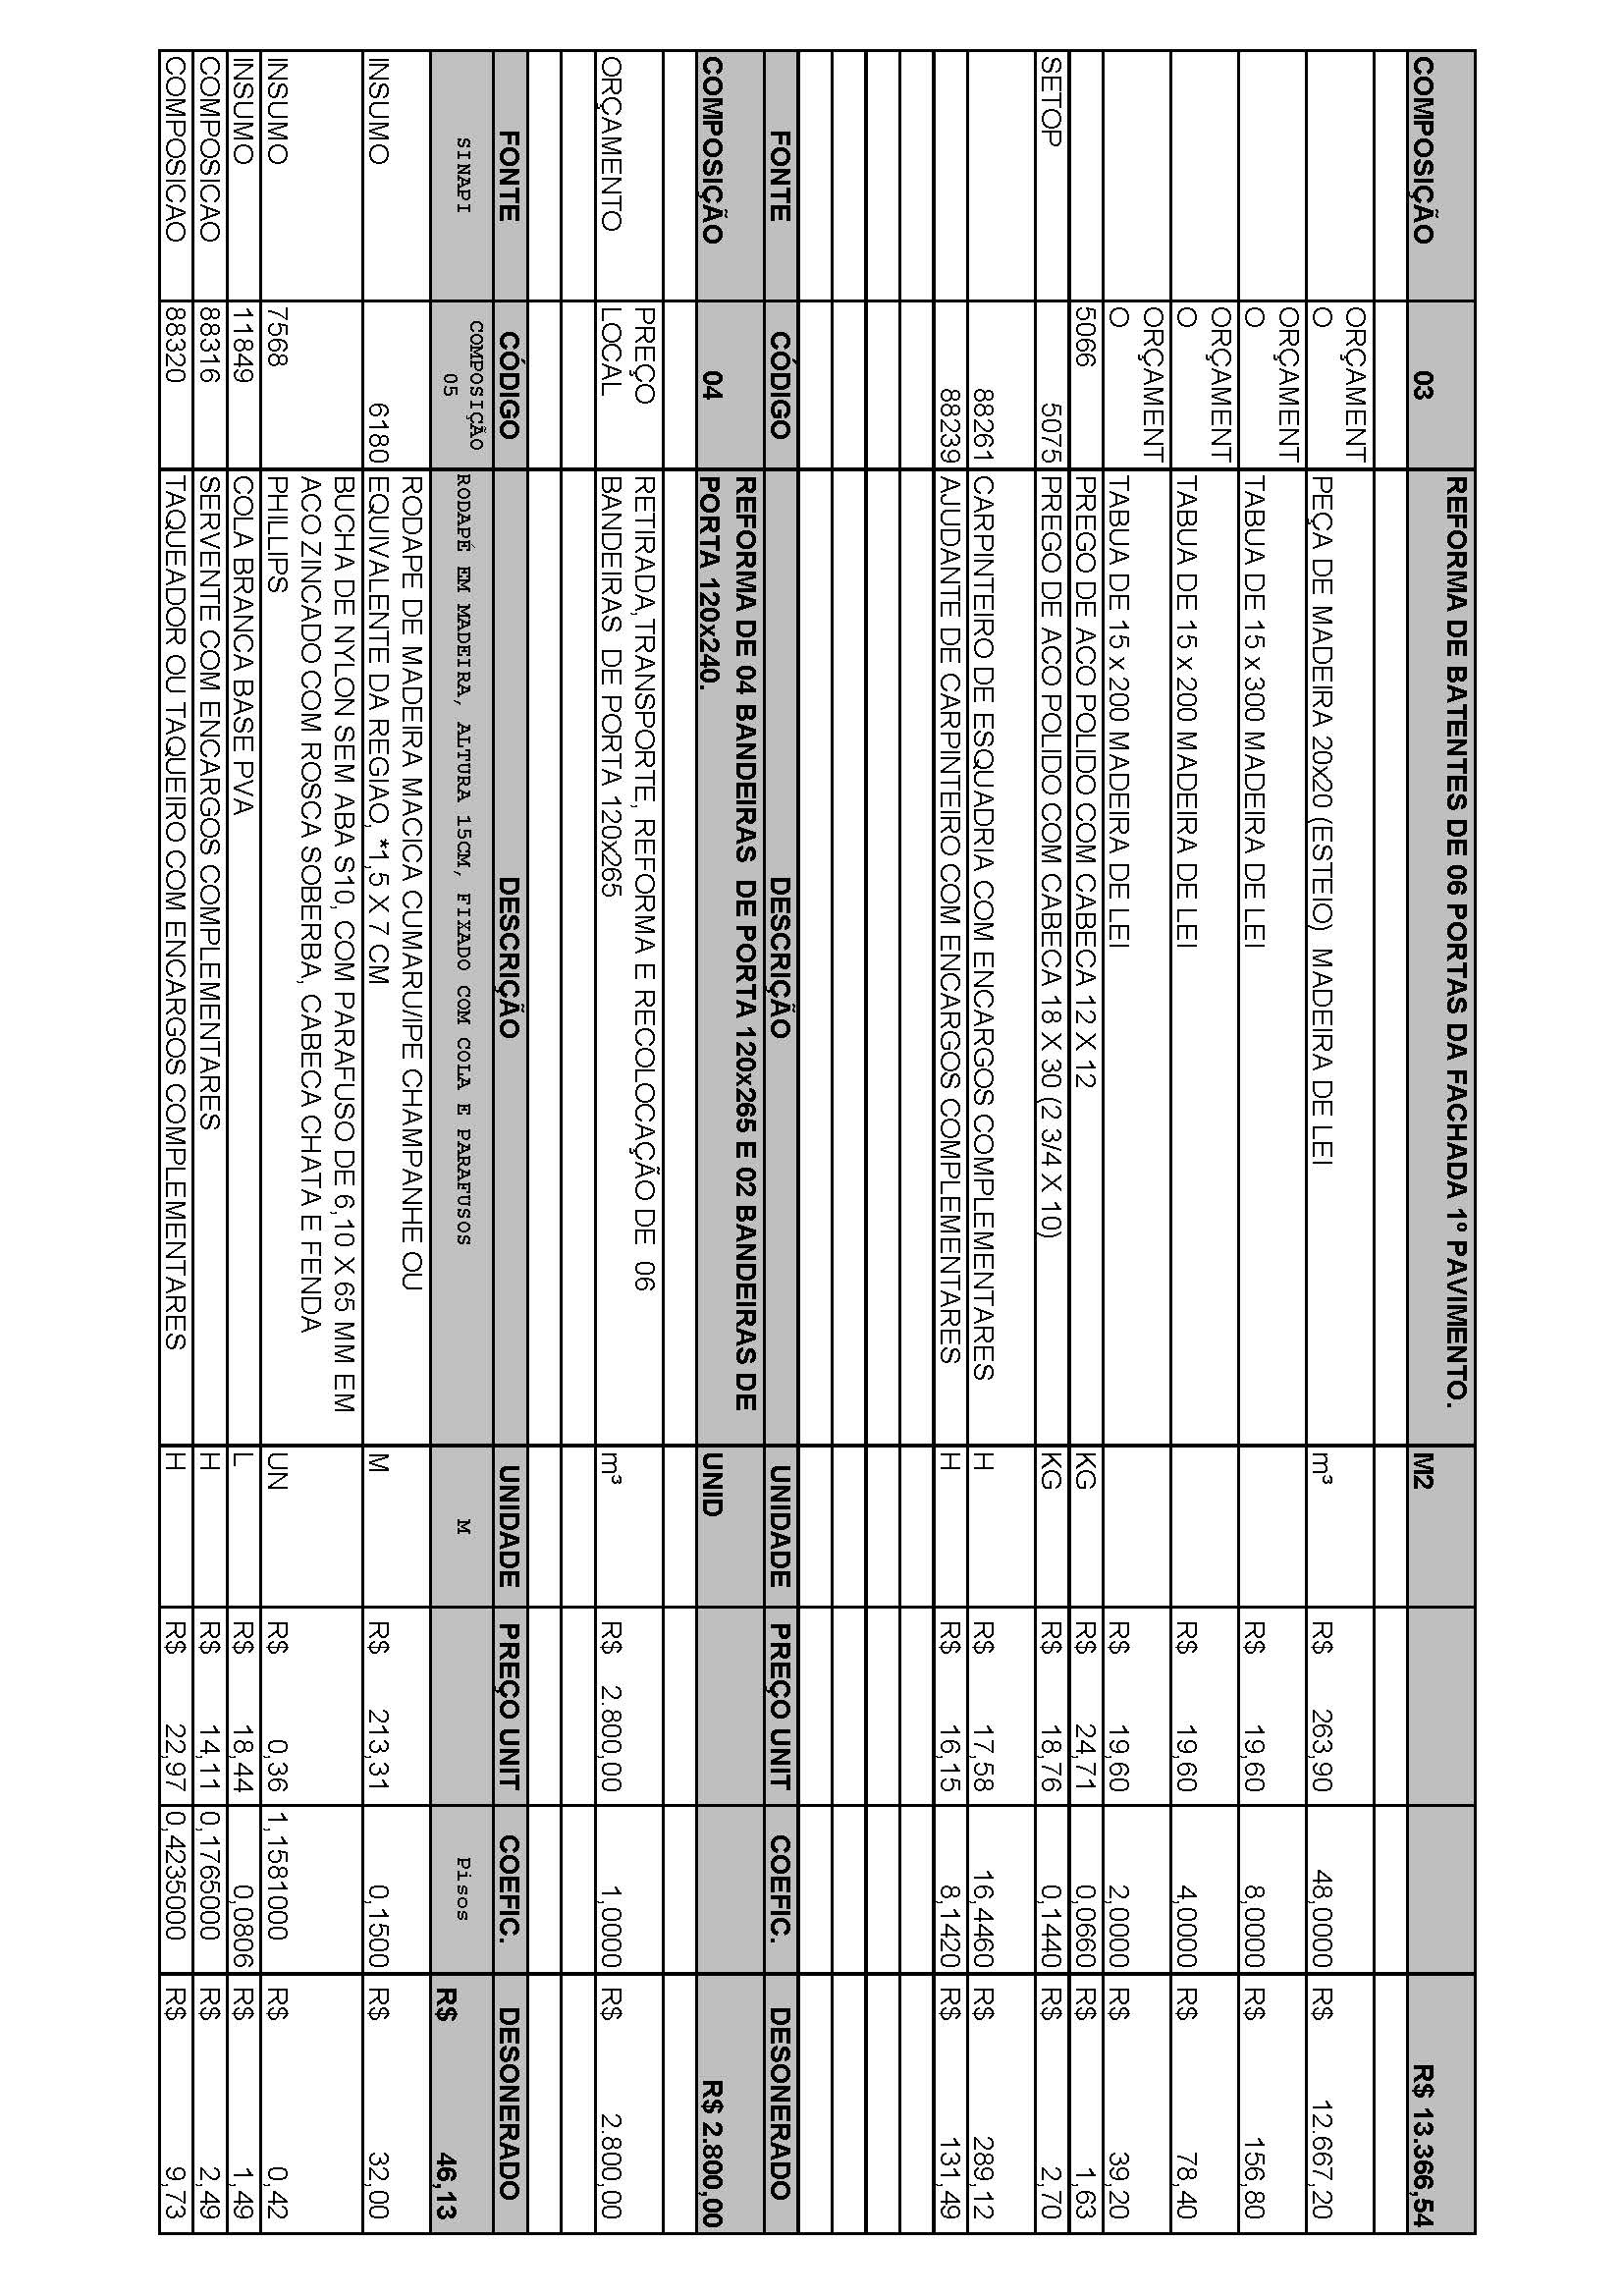 COMPOSIÇÃO 03 REFORMA DE BATENTES DE 06 PORTAS DA FACHADA 1º PAVIMENTO. M2 R$ 13.366,54
ORÇAMENT
O PEÇA DE MADEIRA 20x20 (ESTEIO) MADEIRA DE LEI m³ R$ 263,90 48,0000 R$ 12.667,20
ORÇAMENT
O TABUA DE 15 x 300 MADEIRA DE LEI R$ 19,60 8,0000 R$ 156,80
ORÇAMENT
O TABUA DE 15 x 200 MADEIRA DE LEI R$ 19,60 4,0000 R$ 78,40
ORÇAMENT
O TABUA DE 15 x 200 MADEIRA DE LEI R$ 19,60 2,0000 R$ 39,20
5066 PREGO DE ACO POLIDO COM CABECA 12 X 12 KG R$ 24,71 0,0660 R$ 1,63
SETOP 5075 PREGO DE ACO POLIDO COM CABECA 18 X 30 (2 3/4 X 10) KG R$ 18,76 0,1440 R$ 2,70
88261 CARPINTEIRO DE ESQUADRIA COM ENCARGOS COMPLEMENTARES H R$ 17,58 16,4460 R$ 289,12
88239 AJUDANTE DE CARPINTEIRO COM ENCARGOS COMPLEMENTARES H R$ 16,15 8,1420 R$ 131,49
FONTE CÓDIGO DESCRIÇÃO UNIDADE PREÇO UNIT COEFIC. DESONERADO
REFORMA DE 04 BANDEIRAS DE PORTA 120x265 E 02 BANDEIRAS DE
COMPOSIÇÃO 04 PORTA 120x240. UNID R$ 2.800,00
PREÇO RETIRADA,TRANSPORTE, REFORMA E RECOLOCAÇÃO DE 06
ORÇAMENTO LOCAL BANDEIRAS DE PORTA 120x265 m³ R$ 2.800,00 1,0000 R$ 2.800,00
FONTE CÓDIGO DESCRIÇÃO UNIDADE PREÇO UNIT COEFIC. DESONERADO
SINAPI COMPOSIÇÃO RODAPÉ EM MADEIRA, ALTURA 15CM, FIXADO COM COLA E PARAFUSOS M Pisos
05 R$ 46,13
RODAPE DE MADEIRA MACICA CUMARU/IPE CHAMPANHE OU
INSUMO 6180 EQUIVALENTE DA REGIAO, *1,5 X 7 CM M R$ 213,31 0,1500 R$ 32,00
BUCHA DE NYLON SEM ABA S10, COM PARAFUSO DE 6,10 X 65 MM EM
ACO ZINCADO COM ROSCA SOBERBA, CABECA CHATA E FENDA
INSUMO 7568 PHILLIPS UN R$ 0,36 1,1581000 R$ 0,42
INSUMO 11849 COLA BRANCA BASE PVA L R$ 18,44 0,0806 R$ 1,49
COMPOSICAO 88316 SERVENTE COM ENCARGOS COMPLEMENTARES H R$ 14,11 0,1765000 R$ 2,49
COMPOSICAO 88320 TAQUEADOR OU TAQUEIRO COM ENCARGOS COMPLEMENTARES H R$ 22,97 0,4235000 R$ 9,73